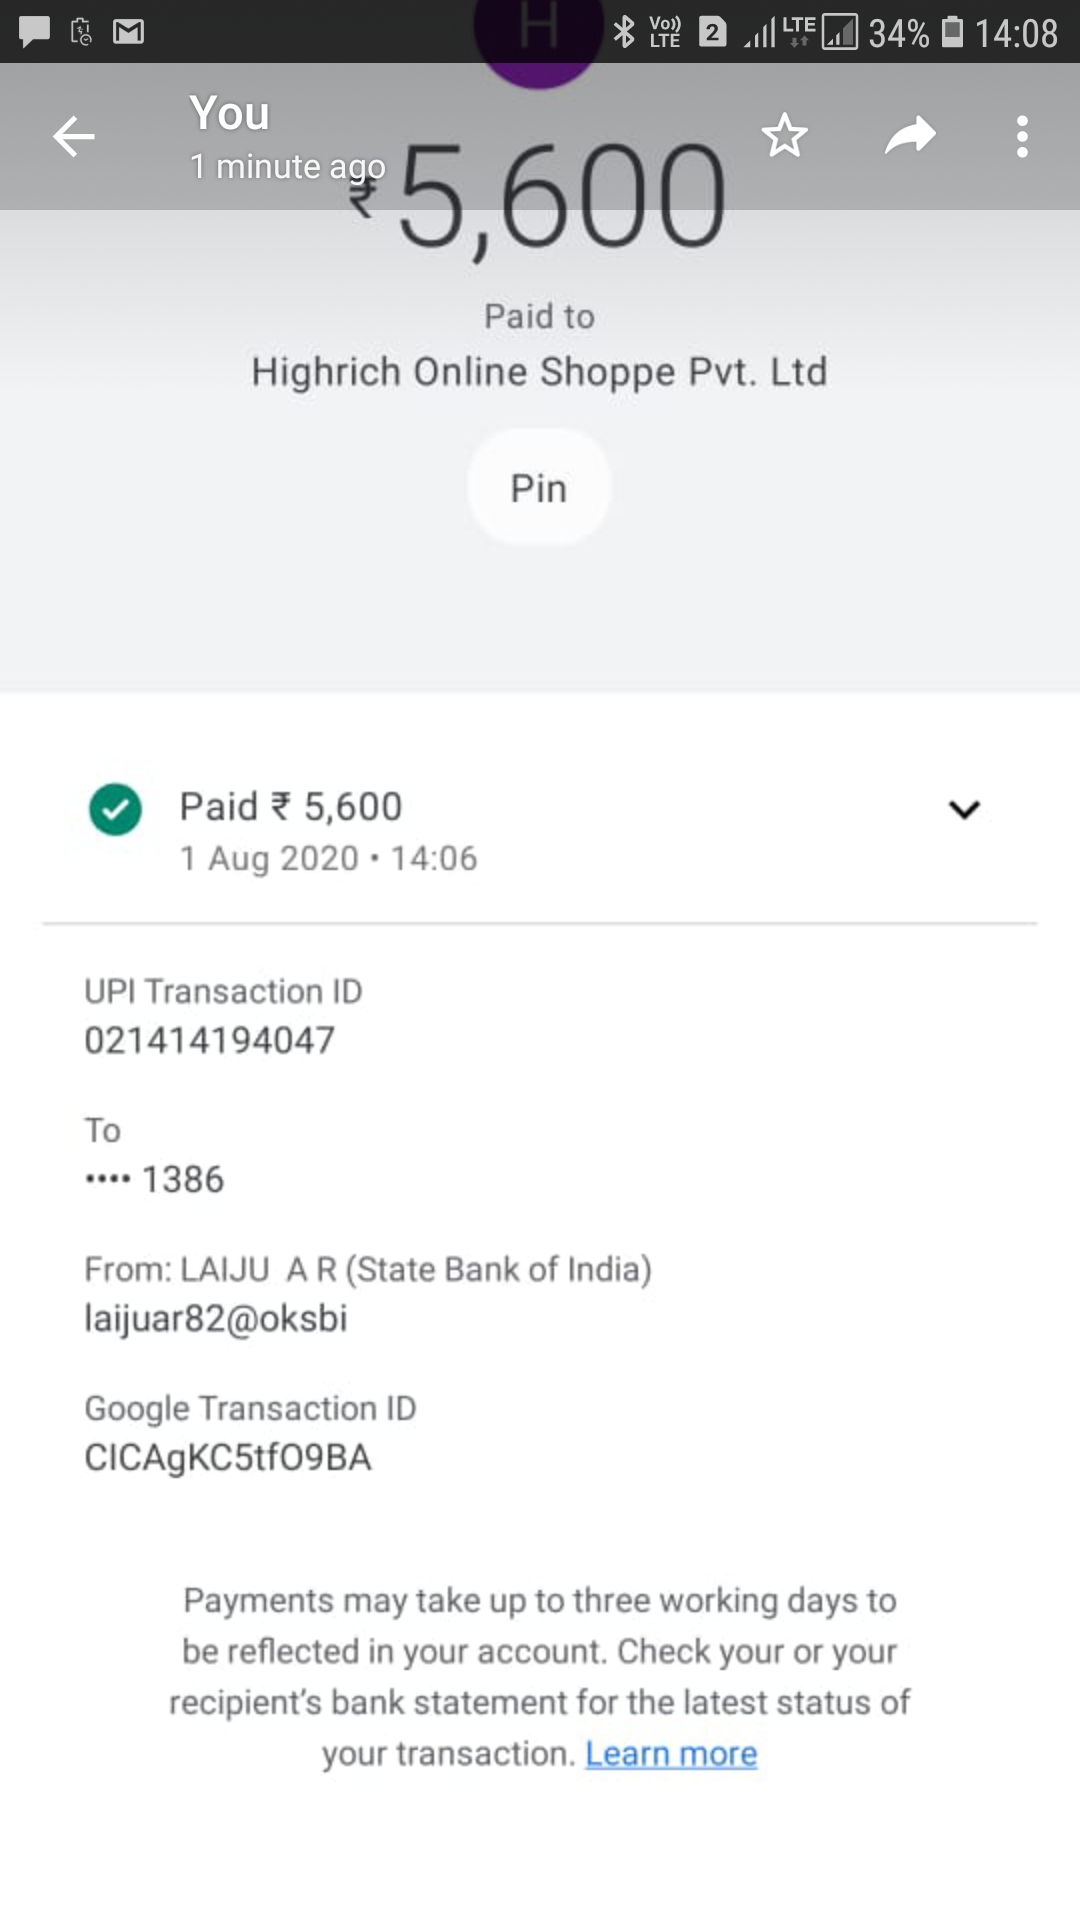 H
Vo)) LTE 2 LTE 34% 14:08
You
1 minute ago
₹5,600
Paid to
Highrich Online Shoppe Pvt. Ltd
Pin
Paid ₹ 5,600
1 Aug 2020 • 14:06
UPI Transaction ID
021414194047
To
•••• 1386
From: LAIJU A R (State Bank of India)
laijuar82@oksbi
Google Transaction ID
CICAgKC5tfO9BA
Payments may take up to three working days to
be reflected in your account. Check your or your
recipient's bank statement for the latest status of
your transaction. Learn more